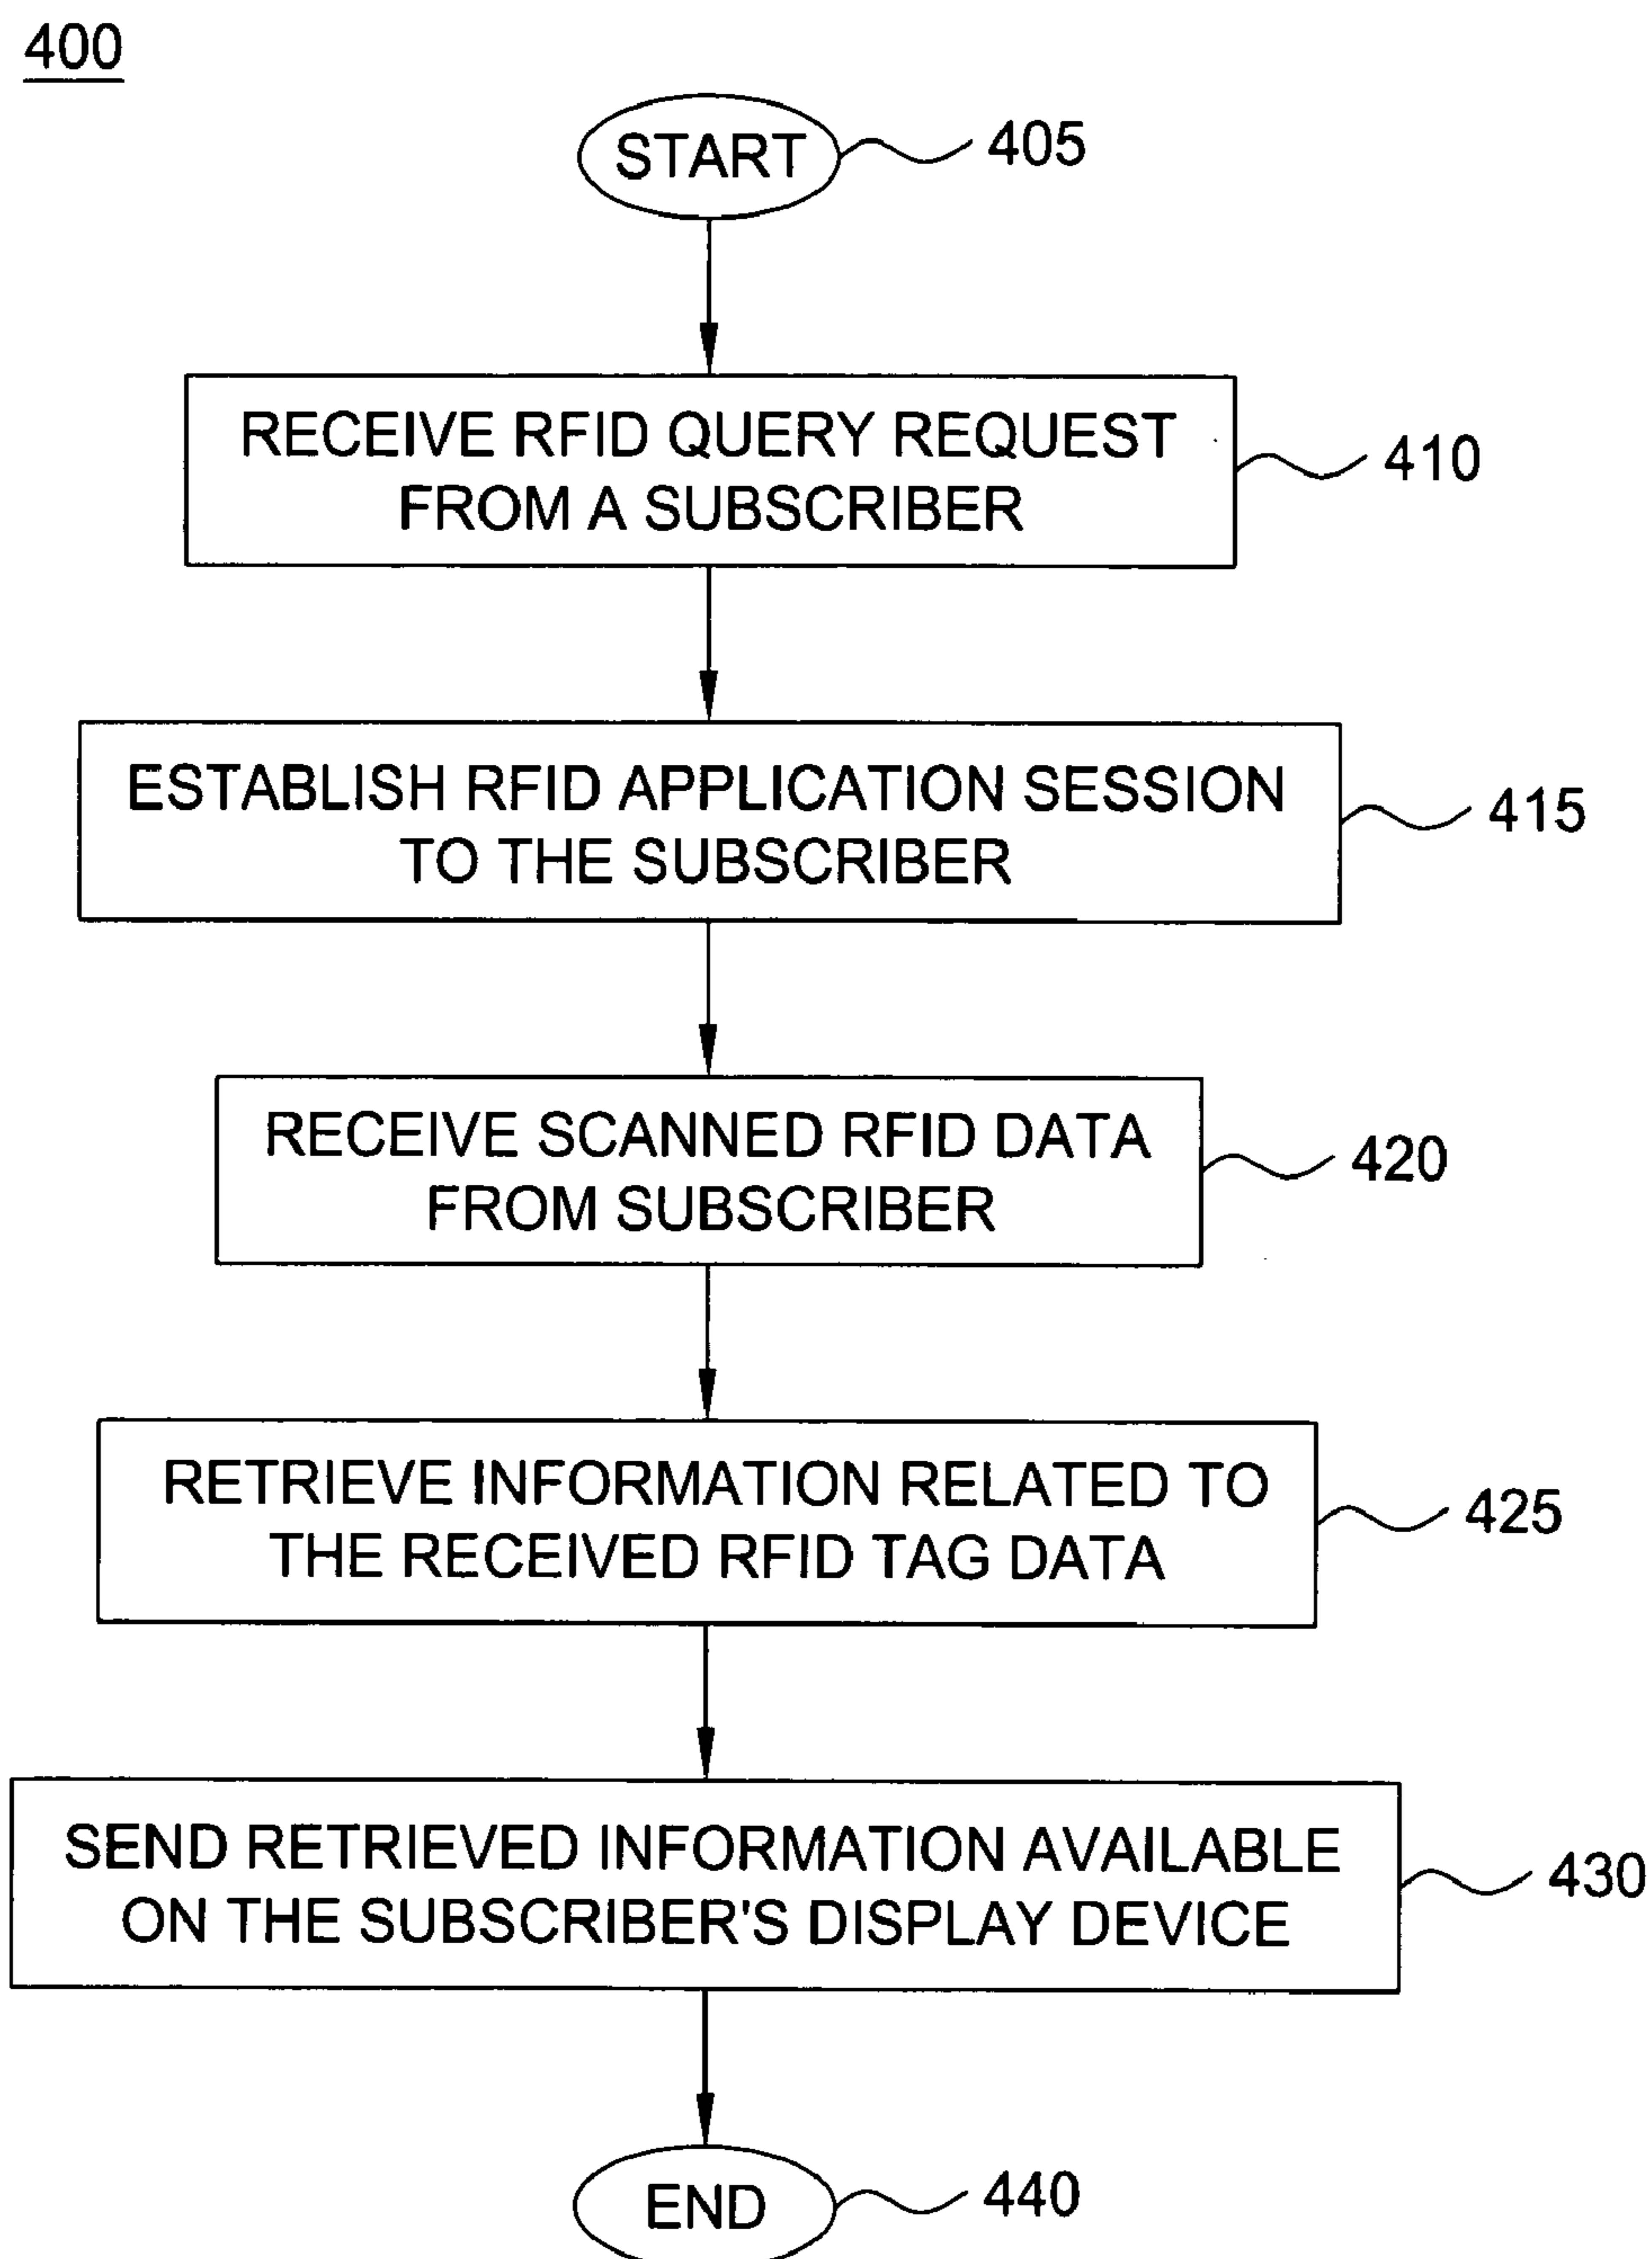 400
START
405
RECEIVE RFID QUERY REQUEST
FROM A SUBSCRIBER
410
ESTABLISH RFID APPLICATION SESSION
TO THE SUBSCRIBER
415
RECEIVE SCANNED RFID DATA
FROM SUBSCRIBER
420
RETRIEVE INFORMATION RELATED TO
THE RECEIVED RFID TAG DATA
425
SEND RETRIEVED INFORMATION AVAILABLE
ON THE SUBSCRIBER'S DISPLAY DEVICE
430
END
440